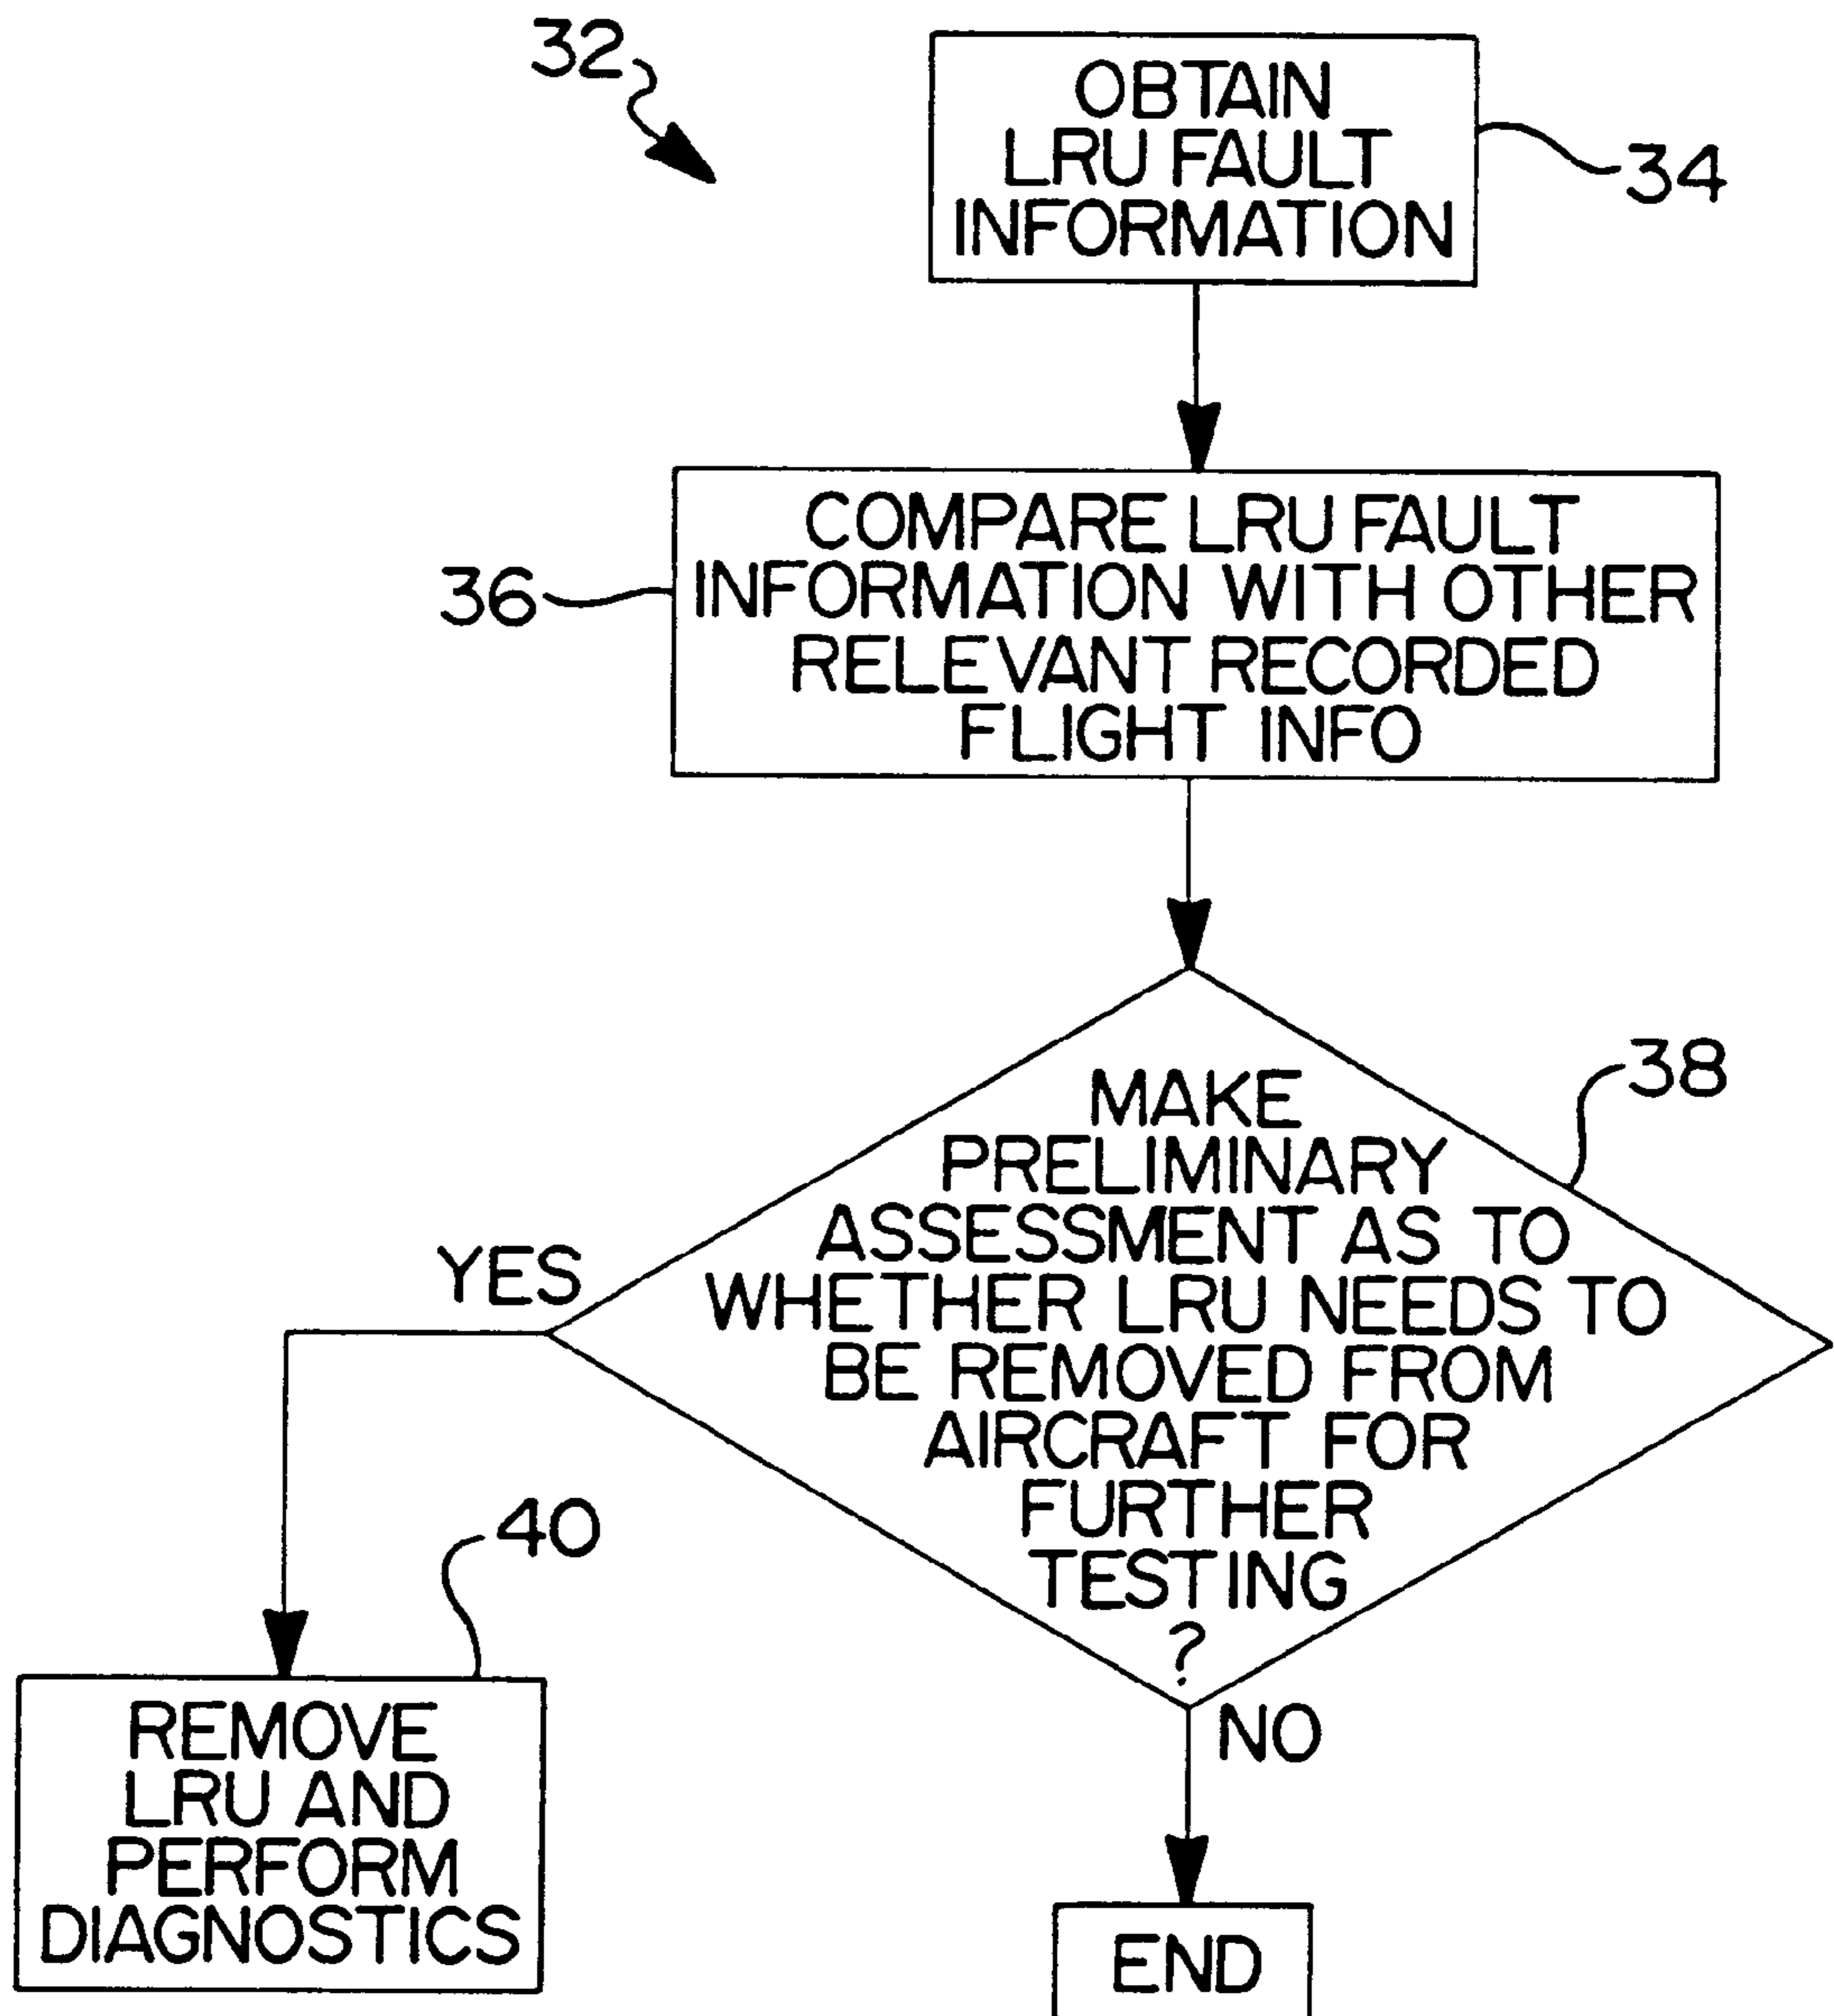 32
OBTAIN
LRU FAULT
INFORMATION
34
COMPARE LRU FAULT
INFORMATION WITH OTHER
RELEVANT RECORDED
FLIGHT INFO
36
MAKE
PRELIMINARY
ASSESSMENT AS TO
WHETHER LRU NEEDS TO
BE REMOVED FROM
AIRCRAFT FOR
FURTHER
TESTING
?
38
YES
40
REMOVE
LRU AND
PERFORM
DIAGNOSTICS
NO
END